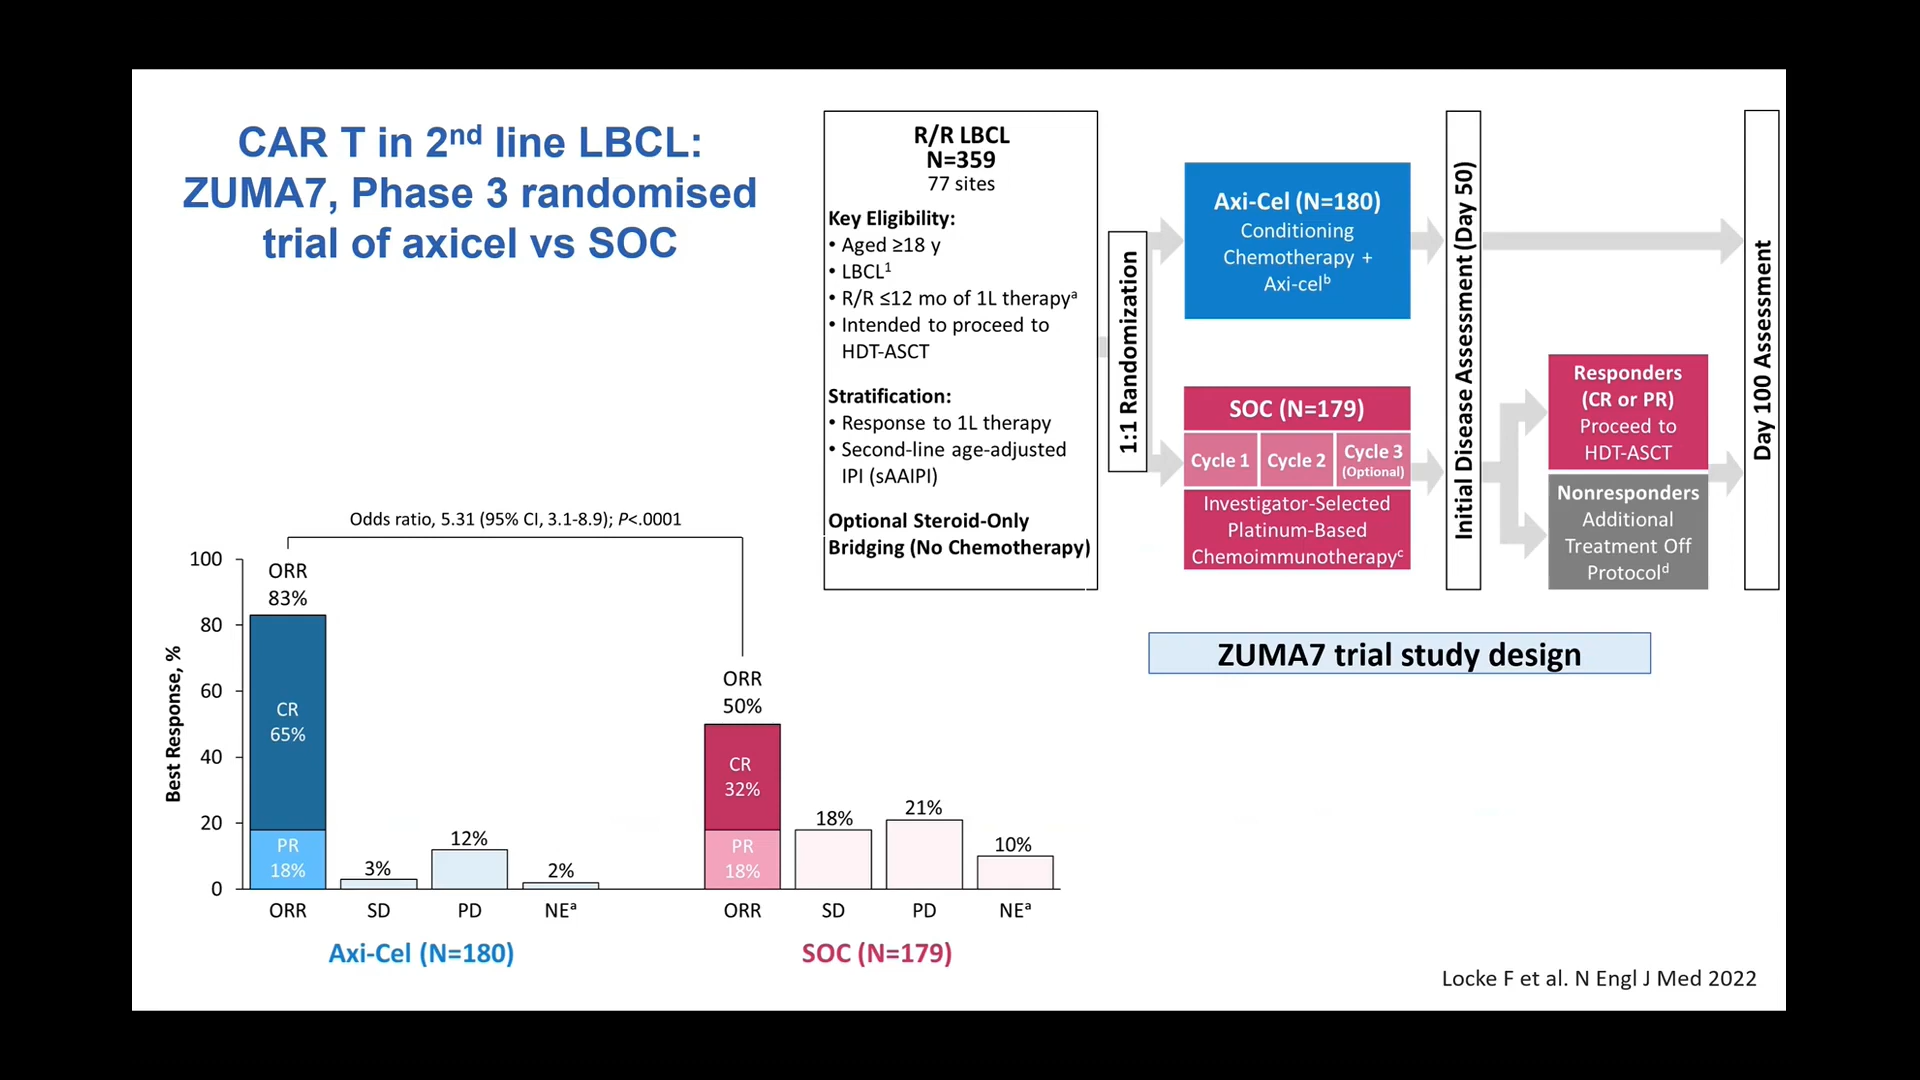 CAR T in 2nd line LBCL:
ZUMA7, Phase 3 randomised
trial of axicel vs SOC
R/R LBCL
N=359
77 sites
Key Eligibility:
• Aged ≥18 y
• LBCL¹
• R/R ≤12 mo of 1L therapyᵃ
• Intended to proceed to
HDT-ASCT
Stratification:
• Response to 1L therapy
• Second-line age-adjusted
IPI (sAAIPI)
Optional Steroid-Only
Bridging (No Chemotherapy)
1:1 Randomization
Axi-Cel (N=180)
Conditioning
Chemotherapy +
Axi-celᵇ
SOC (N=179)
Cycle 1
Cycle 2
Cycle 3
(Optional)
Investigator-Selected
Platinum-Based
Chemoimmunotherapyᶜ
Initial Disease Assessment (Day 50)
Responders
(CR or PR)
Proceed to
HDT-ASCT
Nonresponders
Additional
Treatment Off
Protocolᵈ
Day 100 Assessment
ZUMA7 trial study design
Odds ratio, 5.31 (95% CI, 3.1-8.9); P<.0001
Best Response, %
100
80
60
40
20
0
ORR
83%
CR
65%
PR
18%
3%
12%
2%
ORR
50%
CR
32%
PR
18%
18%
21%
10%
ORR SD PD NEᵃ ORR SD PD NEᵃ
Axi-Cel (N=180)
SOC (N=179)
Locke F et al. N Engl J Med 2022